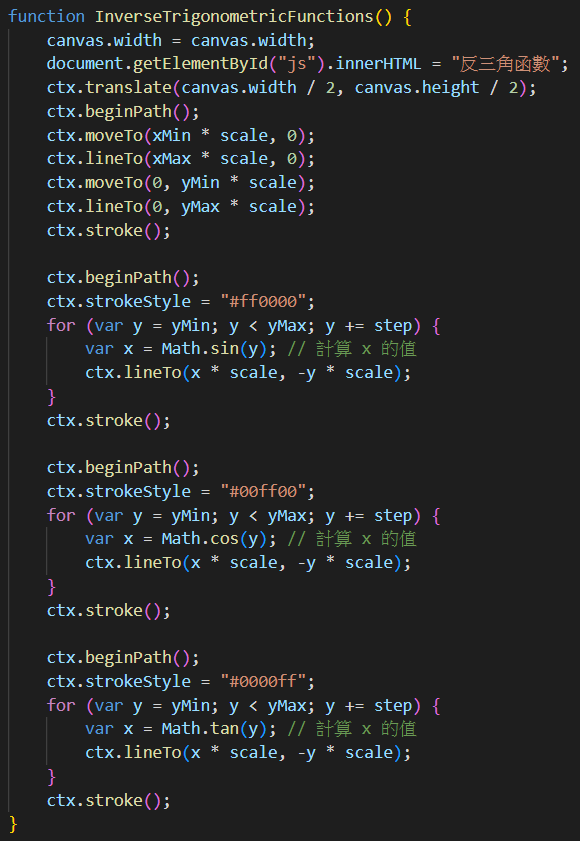 function InverseTrigonometricFunctions() {
    canvas.width = canvas.width;
    document.getElementById("js").innerHTML = "反三角函數";
    ctx.translate(canvas.width / 2, canvas.height / 2);
    ctx.beginPath();
    ctx.moveTo(xMin * scale, 0);
    ctx.lineTo(xMax * scale, 0);
    ctx.moveTo(0, yMin * scale);
    ctx.lineTo(0, yMax * scale);
    ctx.stroke();

    ctx.beginPath();
    ctx.strokeStyle = "#ff0000";
    for (var y = yMin; y < yMax; y += step) {
        var x = Math.sin(y); // 計算 x 的值
        ctx.lineTo(x * scale, -y * scale);
    }
    ctx.stroke();

    ctx.beginPath();
    ctx.strokeStyle = "#00ff00";
    for (var y = yMin; y < yMax; y += step) {
        var x = Math.cos(y); // 計算 x 的值
        ctx.lineTo(x * scale, -y * scale);
    }
    ctx.stroke();

    ctx.beginPath();
    ctx.strokeStyle = "#0000ff";
    for (var y = yMin; y < yMax; y += step) {
        var x = Math.tan(y); // 計算 x 的值
        ctx.lineTo(x * scale, -y * scale);
    }
    ctx.stroke();
}